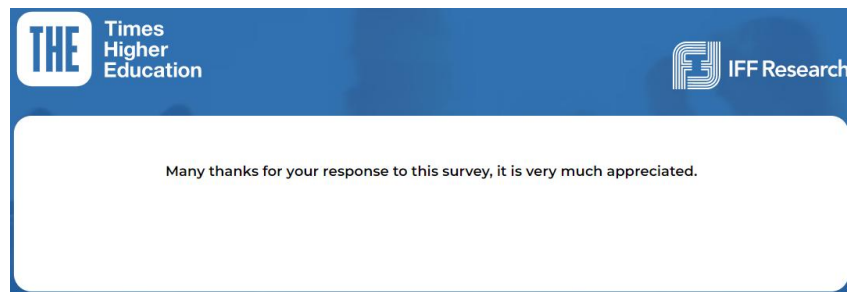 THE
Times
Higher
Education
IFF Research
Many thanks for your response to this survey, it is very much appreciated.